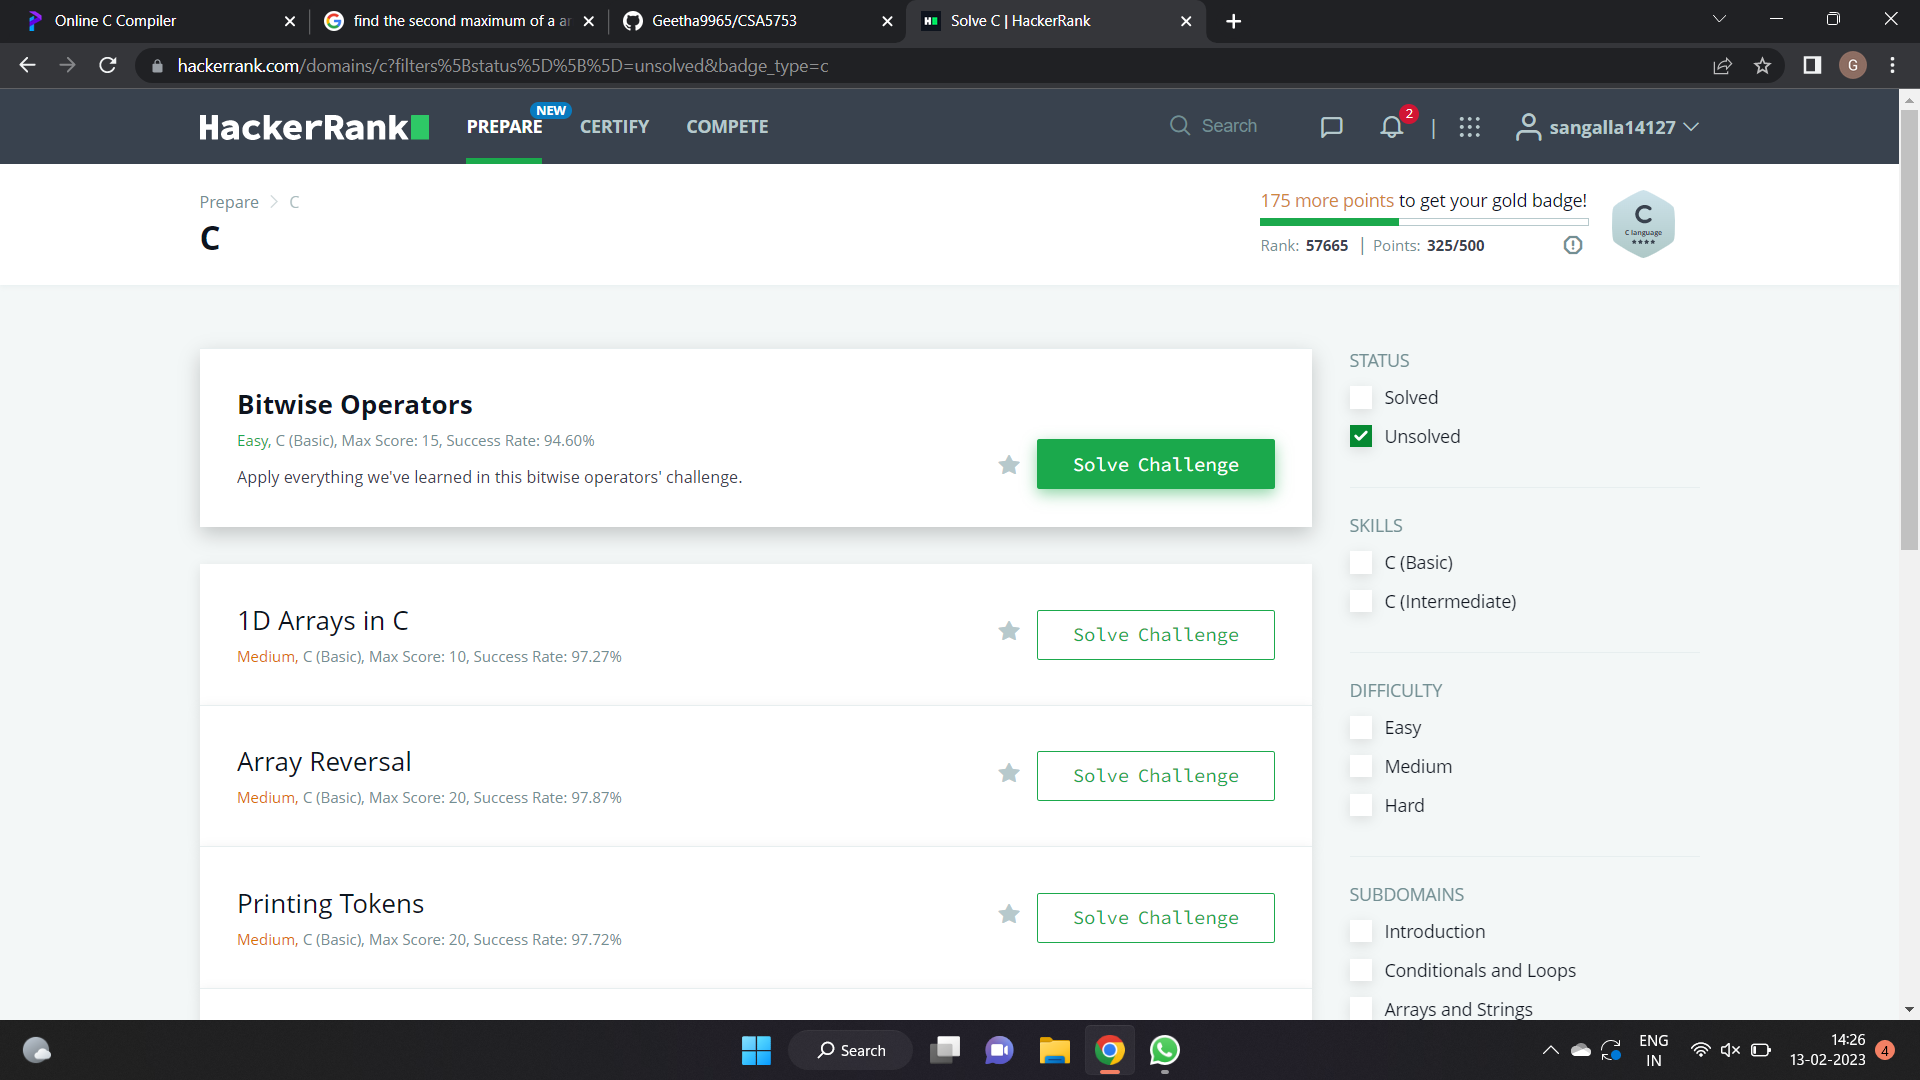 Online C Compiler
find the second maximum of a ar
Geetha9965/CSA5753
Solve C | HackerRank
hackerrank.com/domains/c?filters%5Bstatus%5D%5B%5D=unsolved&badge_type=c
G
HackerRank
PREPARE
NEW
CERTIFY
COMPETE
Search
2
sangalla14127
Prepare > C
C
175 more points to get your gold badge!
Rank: 57665 | Points: 325/500
C
C language
Bitwise Operators
Easy, C (Basic), Max Score: 15, Success Rate: 94.60%
Apply everything we've learned in this bitwise operators' challenge.
Solve Challenge
1D Arrays in C
Medium, C (Basic), Max Score: 10, Success Rate: 97.27%
Solve Challenge
Array Reversal
Medium, C (Basic), Max Score: 20, Success Rate: 97.87%
Solve Challenge
Printing Tokens
Medium, C (Basic), Max Score: 20, Success Rate: 97.72%
Solve Challenge
STATUS
Solved
Unsolved
SKILLS
C (Basic)
C (Intermediate)
DIFFICULTY
Easy
Medium
Hard
SUBDOMAINS
Introduction
Conditionals and Loops
Arrays and Strings
Search
ENG
IN
14:26
13-02-2023
4